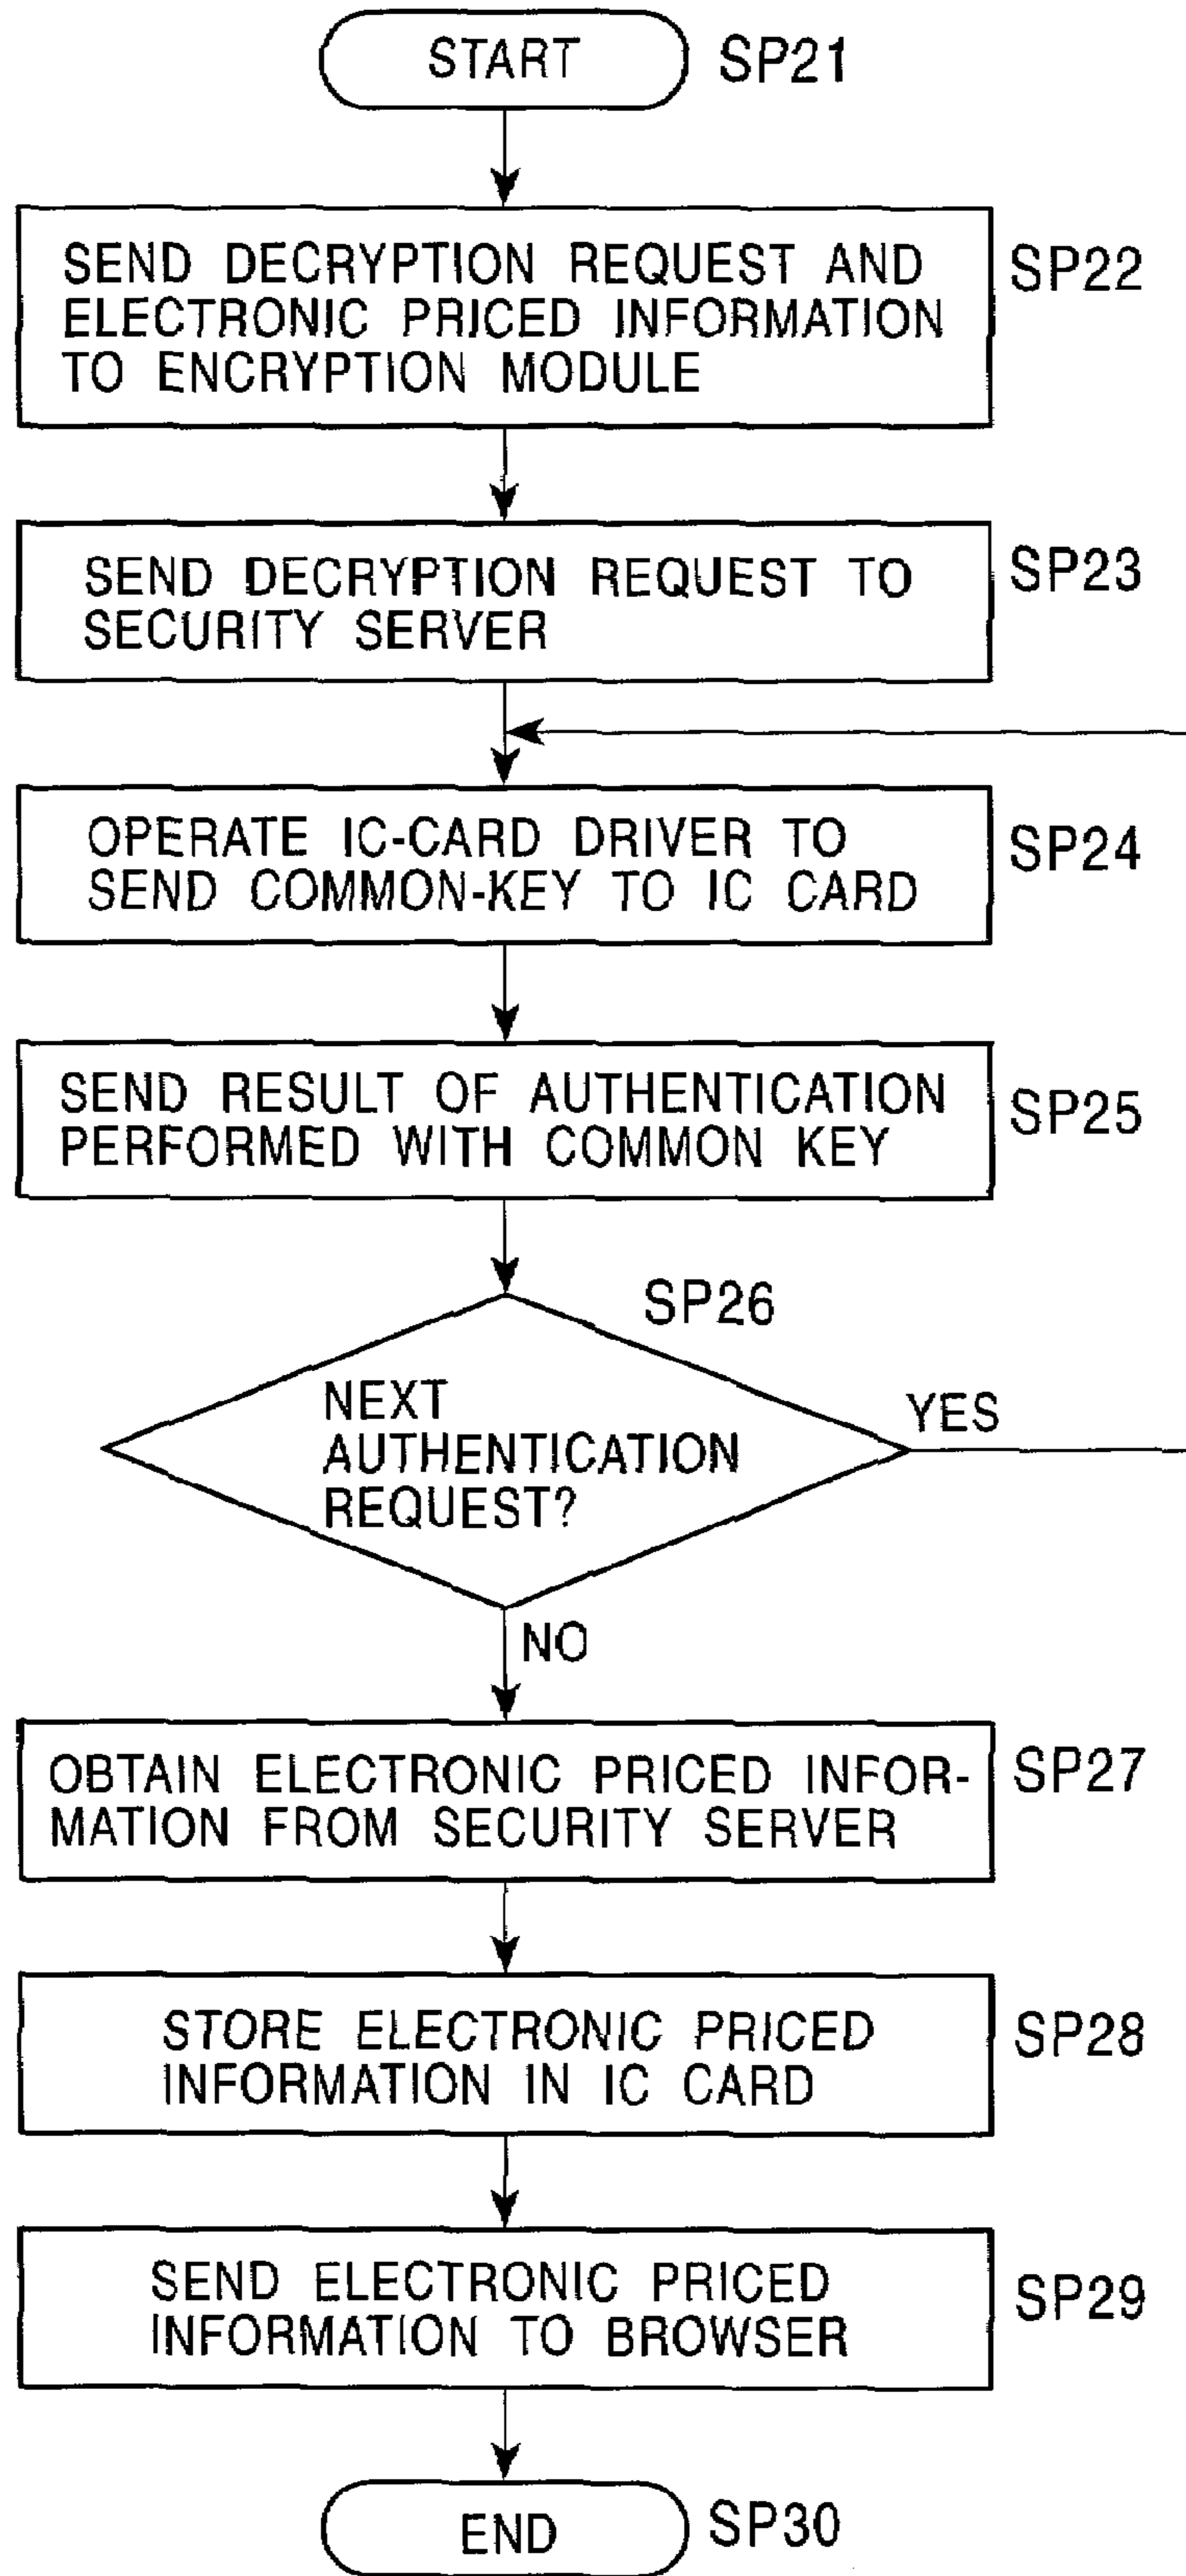 START SP21
SEND DECRYPTION REQUEST AND
ELECTRONIC PRICED INFORMATION
TO ENCRYPTION MODULE
SP22
SEND DECRYPTION REQUEST TO
SECURITY SERVER
SP23
OPERATE IC-CARD DRIVER TO
SEND COMMON-KEY TO IC CARD
SP24
SEND RESULT OF AUTHENTICATION
PERFORMED WITH COMMON KEY
SP25
SP26
NEXT
AUTHENTICATION
REQUEST?
YES
NO
OBTAIN ELECTRONIC PRICED INFOR-
MATION FROM SECURITY SERVER
SP27
STORE ELECTRONIC PRICED
INFORMATION IN IC CARD
SP28
SEND ELECTRONIC PRICED
INFORMATION TO BROWSER
SP29
END SP30